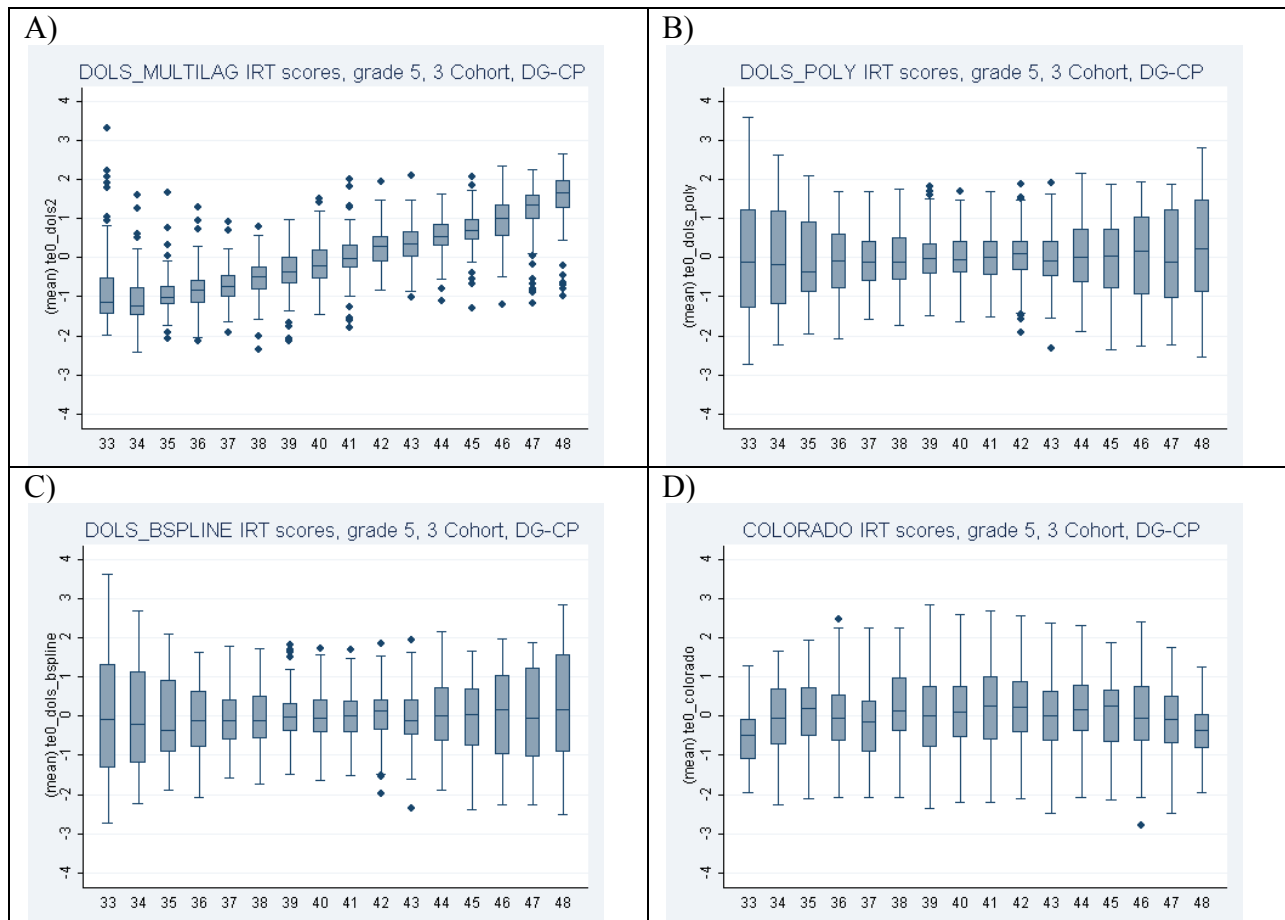 A)
DOLS_MULTILAG IRT scores, grade 5, 3 Cohort, DG-CP
(mean) te0_dols2
4
3
2
1
0
-1
-2
-3
-4
33 34 35 36 37 38 39 40 41 42 43 44 45 46 47 48
B)
DOLS_POLY IRT scores, grade 5, 3 Cohort, DG-CP
(mean) te0_dols_poly
4
3
2
1
0
-1
-2
-3
-4
33 34 35 36 37 38 39 40 41 42 43 44 45 46 47 48
C)
DOLS_BSPLINE IRT scores, grade 5, 3 Cohort, DG-CP
(mean) te0_dols_bspline
4
3
2
1
0
-1
-2
-3
-4
33 34 35 36 37 38 39 40 41 42 43 44 45 46 47 48
D)
COLORADO IRT scores, grade 5, 3 Cohort, DG-CP
(mean) te0_colorado
4
3
2
1
0
-1
-2
-3
-4
33 34 35 36 37 38 39 40 41 42 43 44 45 46 47 48